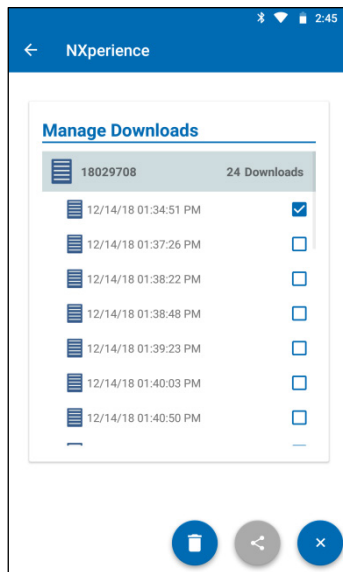 2:45
NXperience
Manage Downloads
18029708 24 Downloads
12/14/18 01:34:51 PM
12/14/18 01:37:26 PM
12/14/18 01:38:22 PM
12/14/18 01:38:48 PM
12/14/18 01:39:23 PM
12/14/18 01:40:03 PM
12/14/18 01:40:50 PM